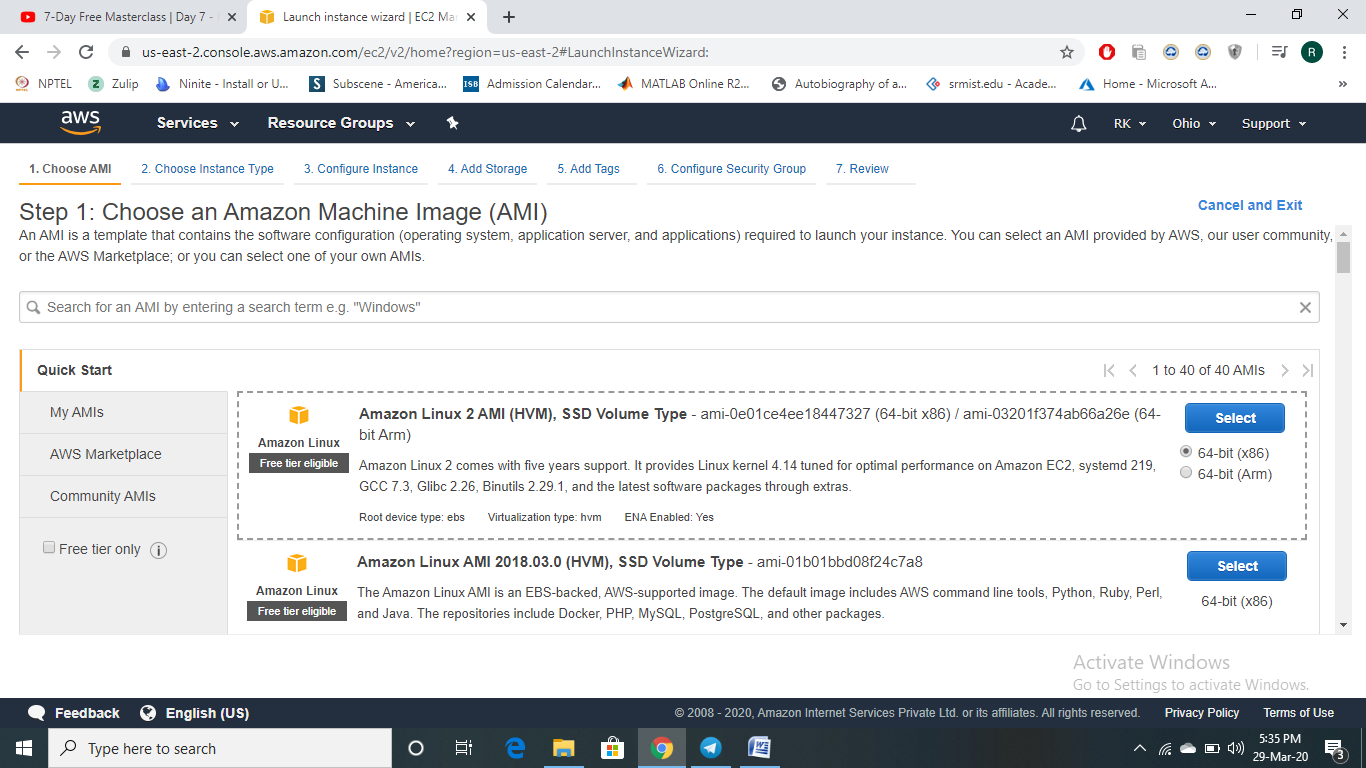 7-Day Free Masterclass | Day 7 -
Launch instance wizard | EC2 Ma
us-east-2.console.aws.amazon.com/ec2/v2/home?region=us-east-2#LaunchInstanceWizard:
R
NPTEL
Zulip
Ninite - Install or U...
Subscene - America...
Admission Calendar...
MATLAB Online R2...
Autobiography of a...
srmist.edu - Acade...
Home - Microsoft A...
aws
Services
Resource Groups
RK
Ohio
Support
1. Choose AMI
2. Choose Instance Type
3. Configure Instance
4. Add Storage
5. Add Tags
6. Configure Security Group
7. Review
Step 1: Choose an Amazon Machine Image (AMI)
Cancel and Exit
An AMI is a template that contains the software configuration (operating system, application server, and applications) required to launch your instance. You can select an AMI provided by AWS, our user community,
or the AWS Marketplace; or you can select one of your own AMIs.
Search for an AMI by entering a search term e.g. "Windows"
Quick Start
1 to 40 of 40 AMIs
My AMIs
AWS Marketplace
Community AMIs
Free tier only
Amazon Linux
Free tier eligible
Amazon Linux 2 AMI (HVM), SSD Volume Type - ami-0e01ce4ee18447327 (64-bit x86) / ami-03201f374ab66a26e (64-
bit Arm)
Amazon Linux 2 comes with five years support. It provides Linux kernel 4.14 tuned for optimal performance on Amazon EC2, systemd 219,
GCC 7.3, Glibc 2.26, Binutils 2.29.1, and the latest software packages through extras.
Root device type: ebs
Virtualization type: hvm
ENA Enabled: Yes
Select
64-bit (x86)
64-bit (Arm)
Amazon Linux
Free tier eligible
Amazon Linux AMI 2018.03.0 (HVM), SSD Volume Type - ami-01b01bbd08f24c7a8
The Amazon Linux AMI is an EBS-backed, AWS-supported image. The default image includes AWS command line tools, Python, Ruby, Perl,
and Java. The repositories include Docker, PHP, MySQL, PostgreSQL, and other packages.
Select
64-bit (x86)
Activate Windows
Go to Settings to activate Windows.
Feedback
English (US)
© 2008 - 2020, Amazon Internet Services Private Ltd. or its affiliates. All rights reserved.
Privacy Policy
Terms of Use
Type here to search
5:35 PM
29-Mar-20
3